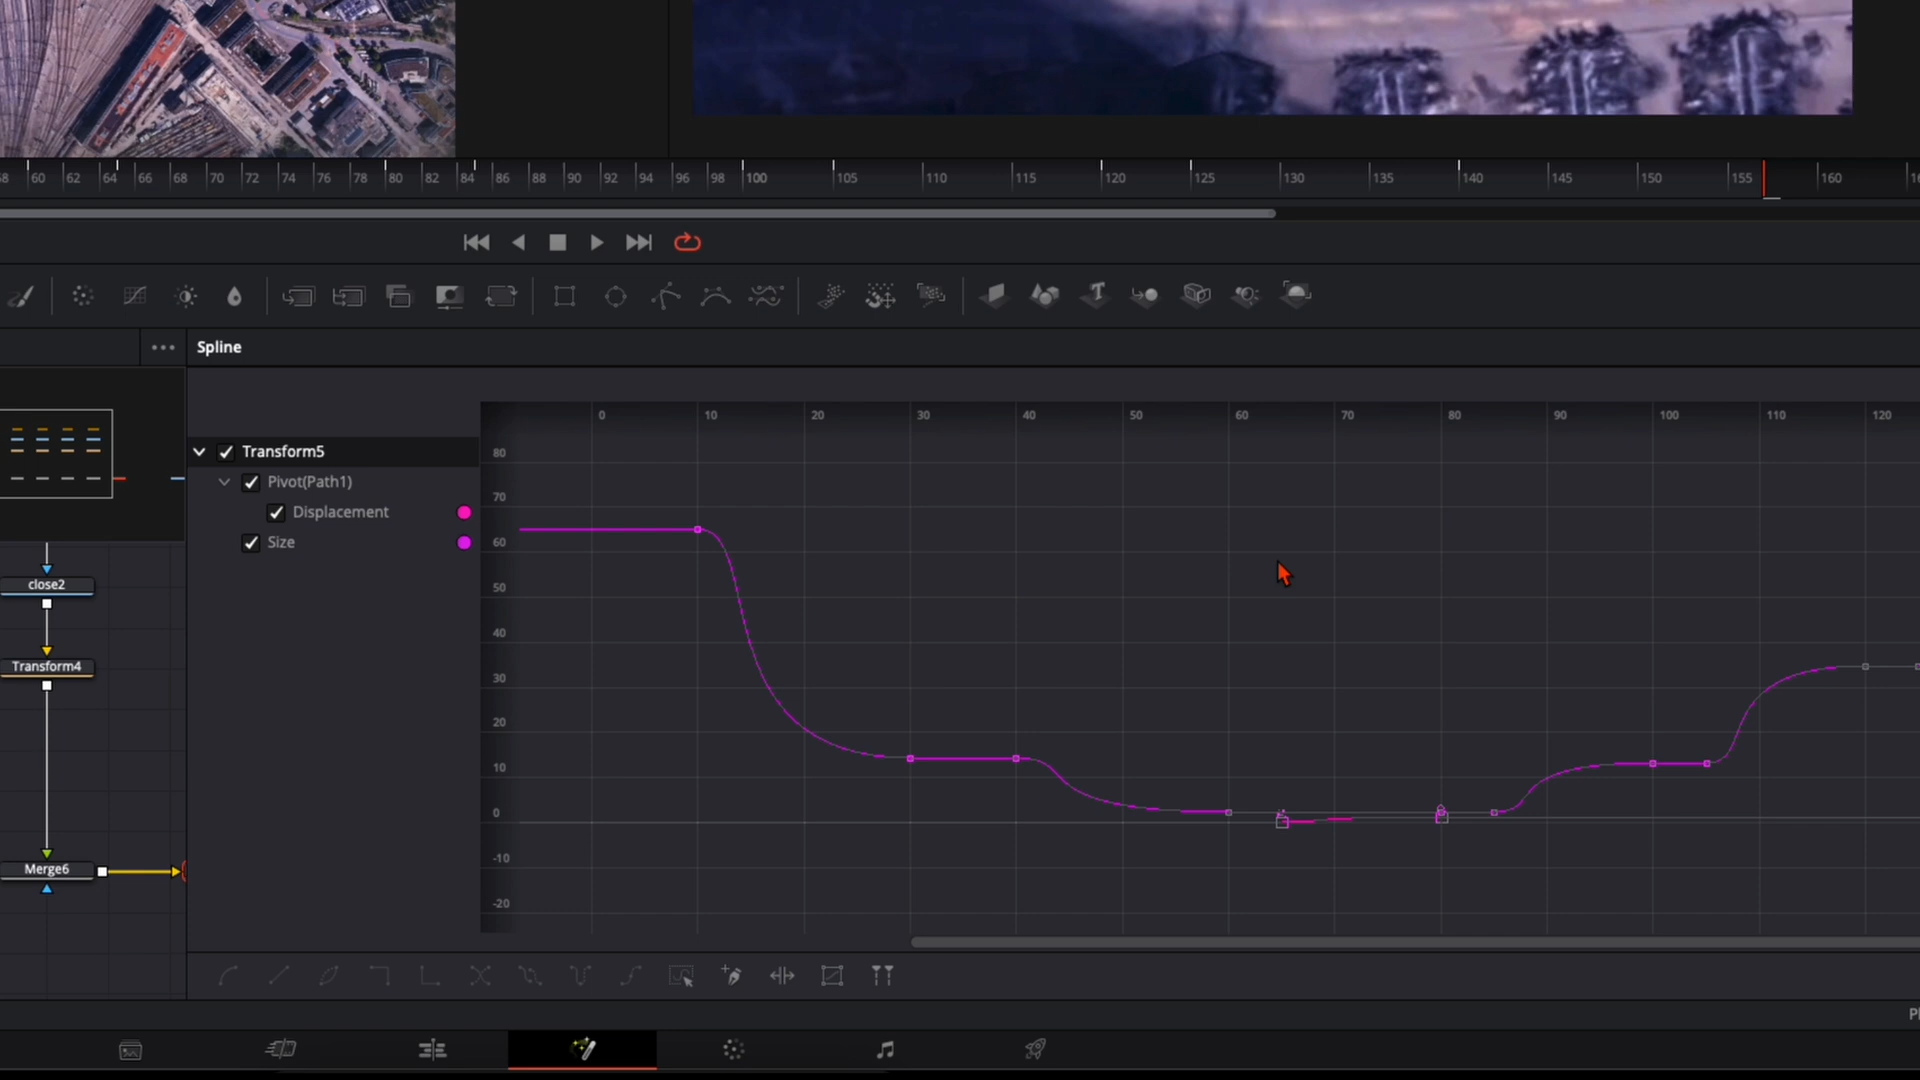 58 60 62 64 66 68 70 72 74 76 78 80 82 84 86 88 90 92 94 96 98 100 105 110 115 120 125 130 135 140 145 150 155 160
Spline
0 10 20 30 40 50 60 70 80 90 100 110 120
Transform5
80
Pivot(Path1)
70
Displacement
Size
60
close2
50
40
Transform4
30
20
10
0
Merge6
-10
-20